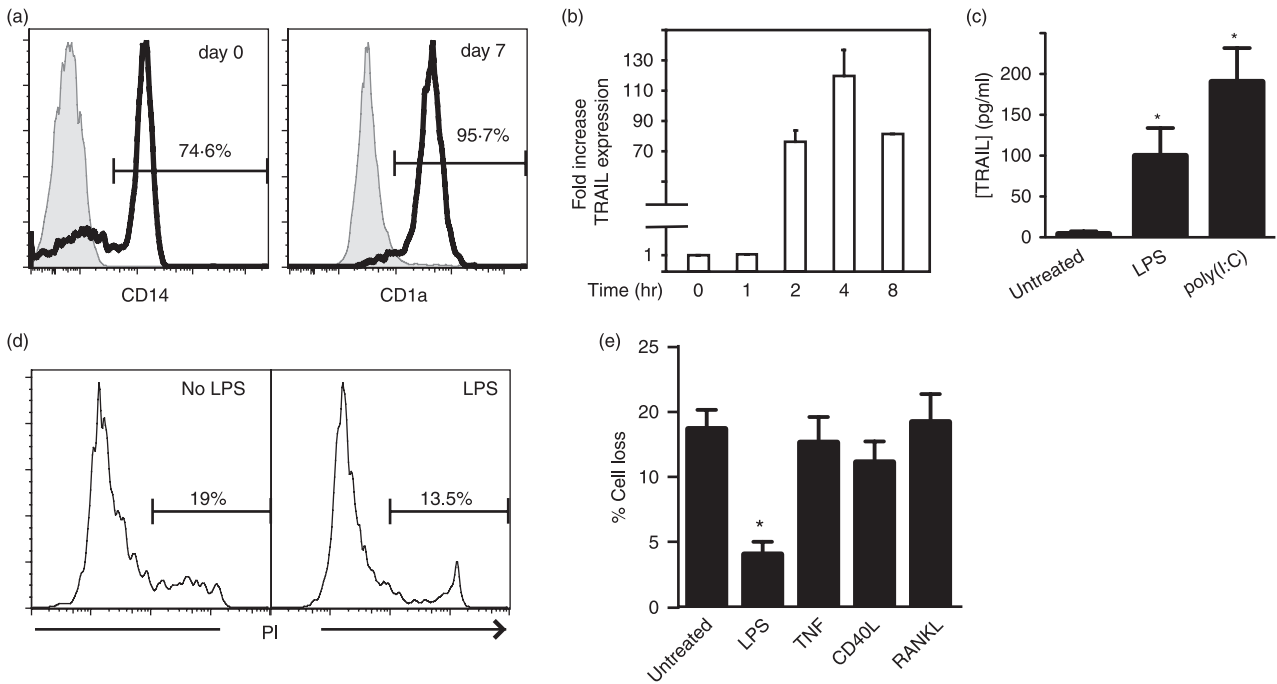 (a)
day 0
74·6%
CD14
day 7
95·7%
CD1a
(b)
Fold increase
TRAIL expression
130
110
90
70
1
Time (hr) 0 1 2 4 8
(c)
[TRAIL] (pg/ml)
200
150
100
50
0
*
*
Untreated
LPS
poly(I:C)
(d)
No LPS
19%
LPS
13.5%
PI
(e)
% Cell loss
25
20
10
5
0
*
Untreated
LPS
TNF
CD40L
RANKL